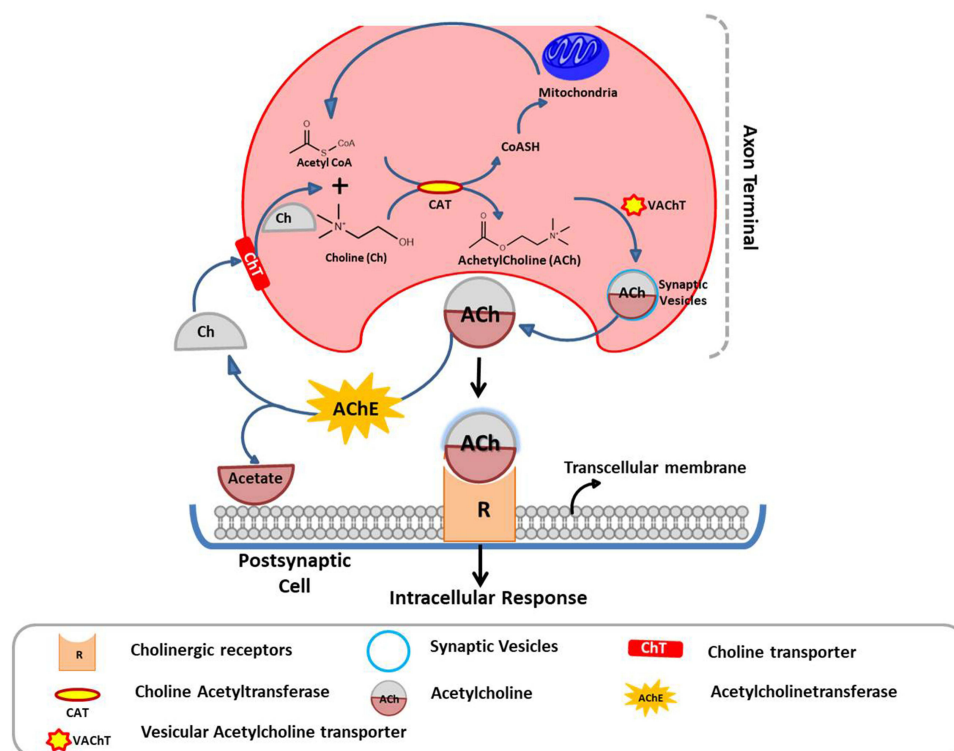 Mitochondria
O
S
CoA
Acetyl CoA
+
CoASH
Axon Terminal
VAChT
CAT
Ch
N⁺
OH
Choline (Ch)
O
O
N⁺
AchetylCholine (ACh)
ChT
ACh
Synaptic
Vesicles
ACh
Ch
AChE
ACh
Acetate
Transcellular membrane
R
Postsynaptic
Cell
Intracellular Response
R
Cholinergic receptors
Synaptic Vesicles
ChT
Choline transporter
CAT
Choline Acetyltransferase
ACh
Acetylcholine
AChE
Acetylcholinetransferase
VAChT
Vesicular Acetylcholine transporter